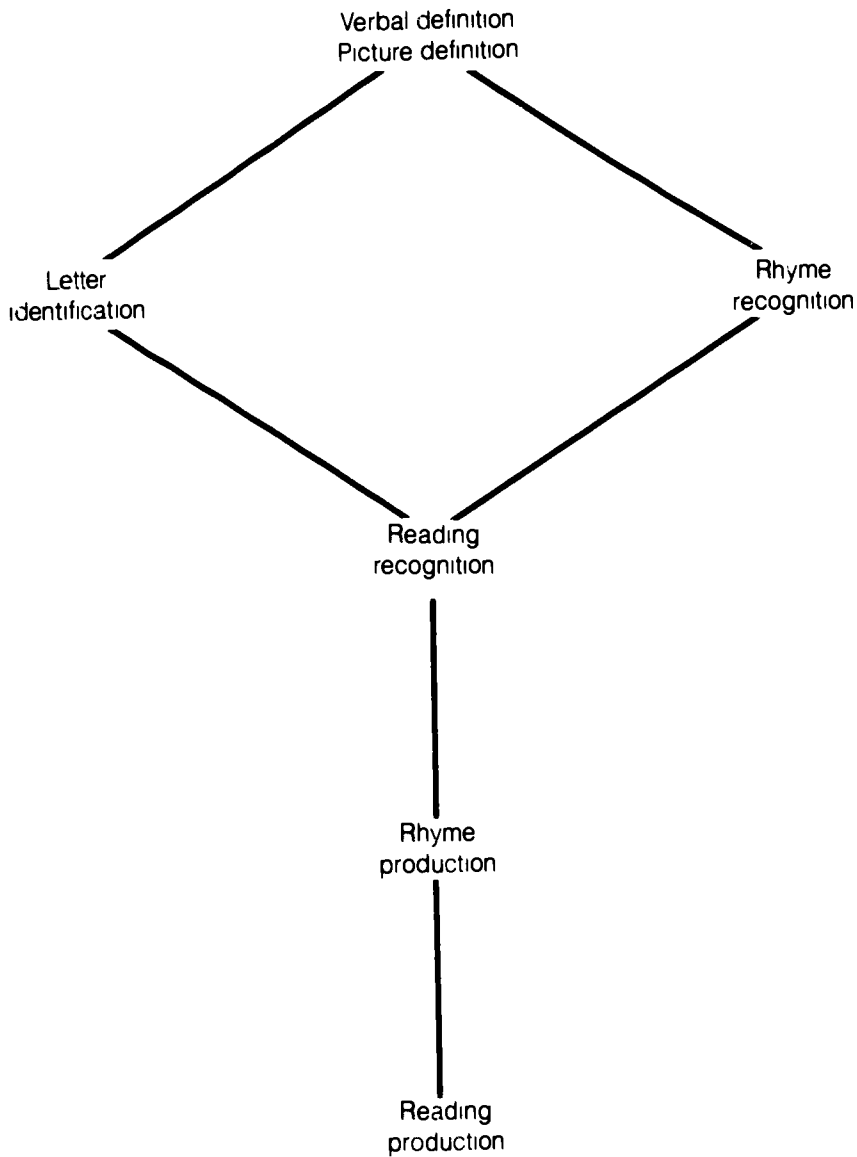 Verbal definition
Picture definition
Letter
identification
Rhyme
recognition
Reading
recognition
Rhyme
production
Reading
production